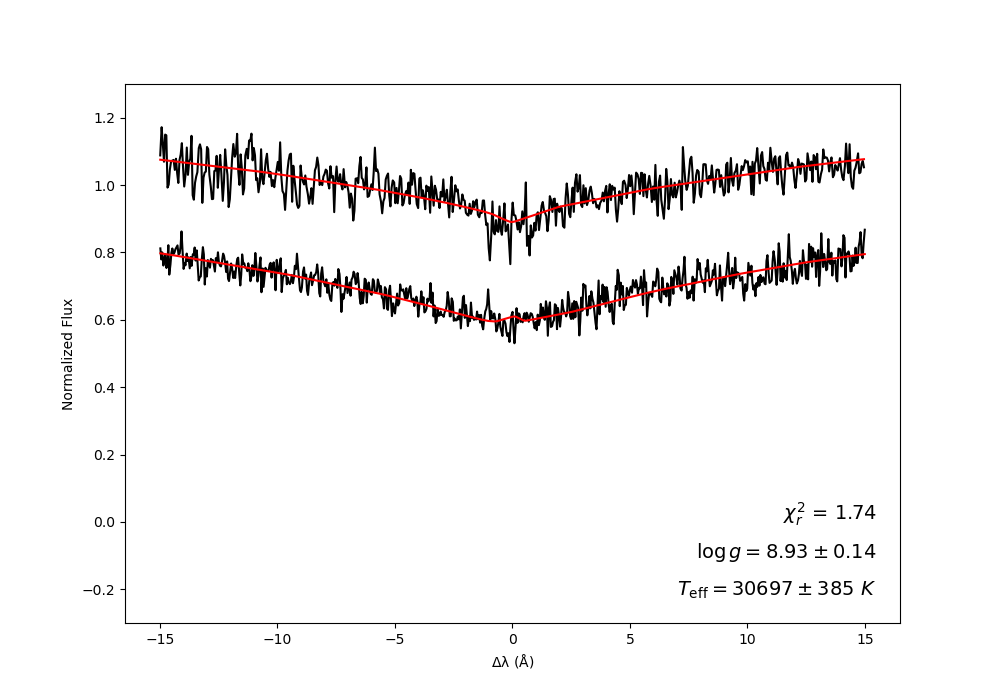 1.2
1.0
0.8
0.6
0.4
0.2
0.0
−0.2
Normalized Flux
χ²ᵣ = 1.74
log g = 8.93 ± 0.14
T_eff = 30697 ± 385 K
−15 −10 −5 0 5 10 15
Δλ (Å)